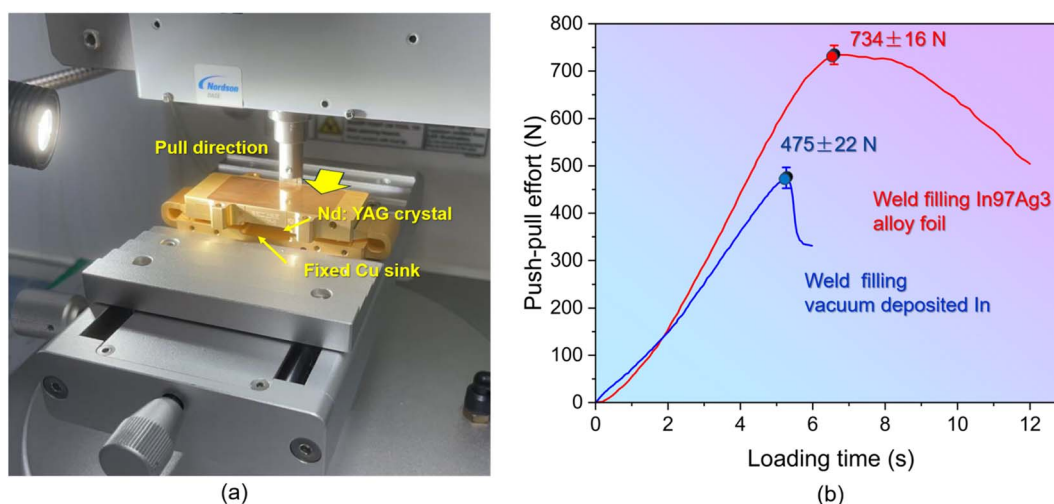 Nordson
DAGE
Pull direction
Nd: YAG crystal
Fixed Cu sink
(a)
Push-pull effort (N)
800
750
700
600
500
400
300
200
100
0
734±16 N
475±22 N
Weld filling In97Ag3
alloy foil
Weld filling
vacuum deposited In
0 2 4 6 8 10 12
Loading time (s)
(b)